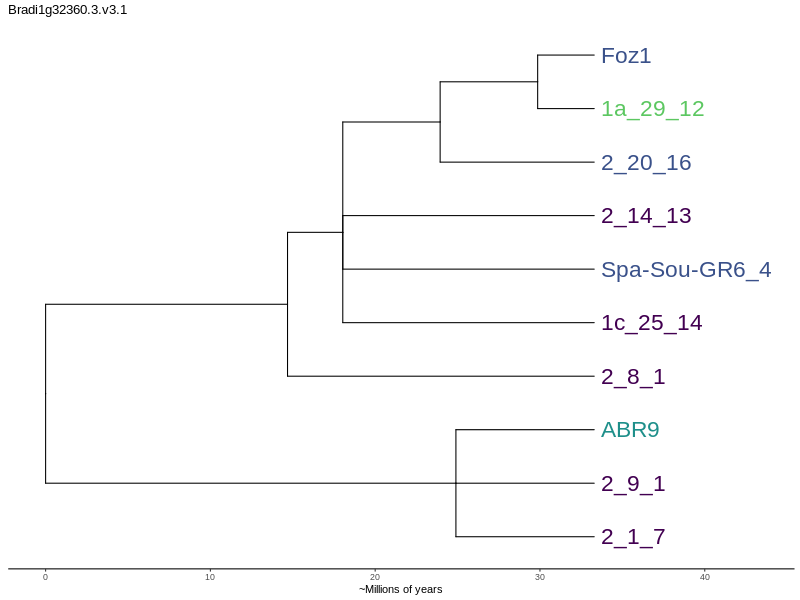 Bradi1g32360.3.v3.1
Foz1
1a_29_12
2_20_16
2_14_13
Spa-Sou-GR6_4
1c_25_14
2_8_1
ABR9
2_9_1
2_1_7
0 10 20 30 40
~Millions of years